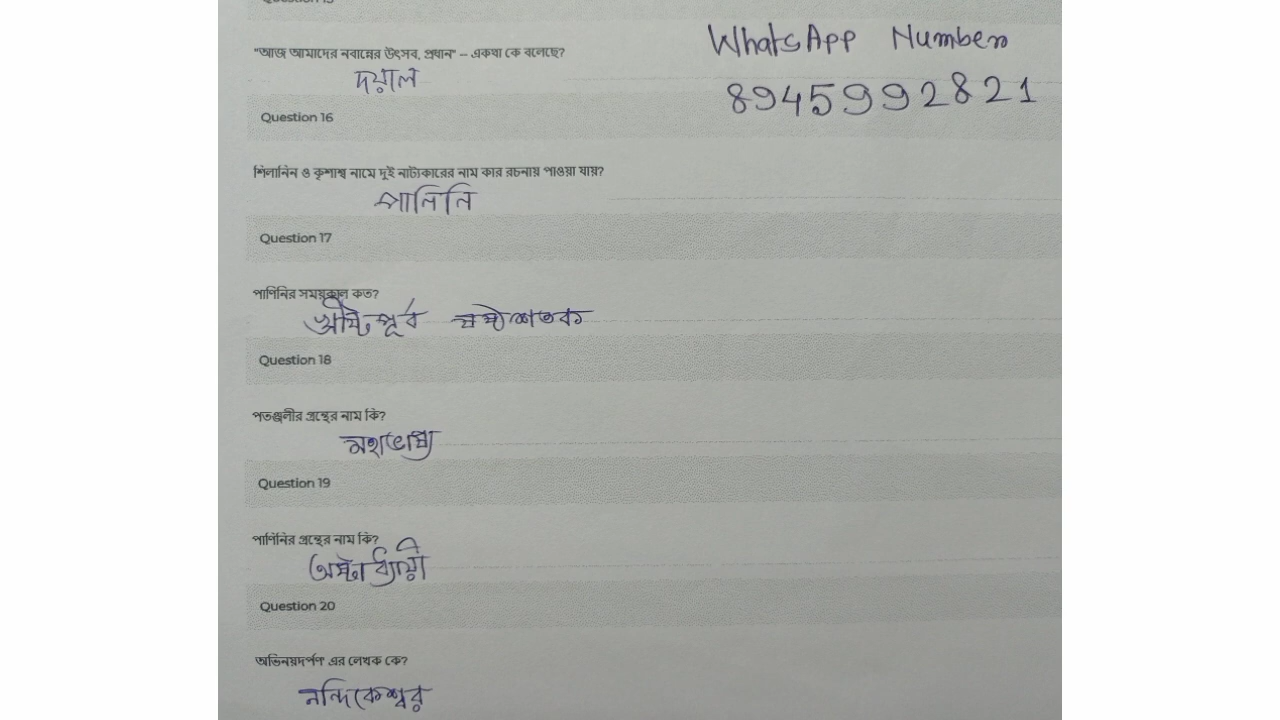 "আজ আমাদের নবান্নের উৎসব, প্রধান" – একথা কে বলেছে?
দয়াল
WhatsApp Number
8945992821
Question 16
শিলানিন ও কৃশাশ্ব নামে দুই নাট্যকারের নাম কার রচনায় পাওয়া যায়?
পানিনি
Question 17
পাণিনির সময়কাল কত?
খ্রীষ্টপূর্ব ষষ্ঠ শতক
Question 18
পতঞ্জলীর গ্রন্থের নাম কি?
মহাভাষ্য
Question 19
পাণিনির গ্রন্থের নাম কি?
অষ্টাধ্যায়ী
Question 20
অভিনয়দর্পণ এর লেখক কে?
নন্দিকেশ্বর